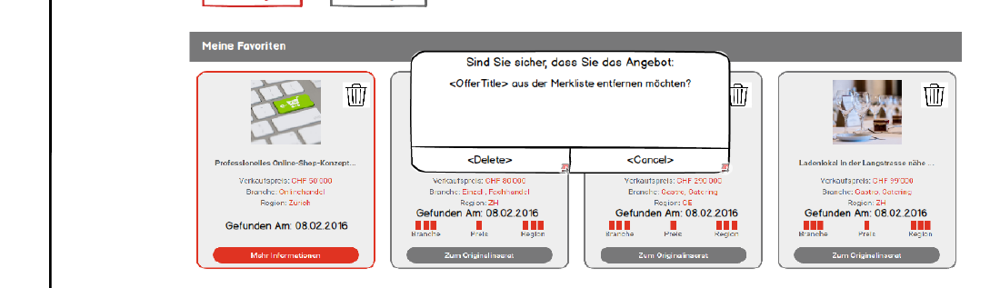 Meine Favoriten
Sind Sie sicher, dass Sie das Angebot:
<OfferTitle> aus der Merkliste entfernen möchten?
<Delete>
<Cancel>
Professionelles Online-Shop-Konzept...
Verkaufspreis: CHF 50'000
Branche: Onlinehandel
Region: Zürich
Gefunden Am: 08.02.2016
Mehr Informationen
Verkaufspreis: CHF 80'000
Branche: Einzel-, Fachhandel
Region: ZH
Gefunden Am: 08.02.2016
Branche Preis Region
Zum Originalinserat
Verkaufspreis: CHF 290'000
Branche: Gastro, Catering
Region: GE
Gefunden Am: 08.02.2016
Branche Preis Region
Zum Originalinserat
Ladenlokal in der Langstrasse nähe ...
Verkaufspreis: CHF 99'000
Branche: Gastro, Catering
Region: ZH
Gefunden Am: 08.02.2016
Branche Preis Region
Zum Originalinserat